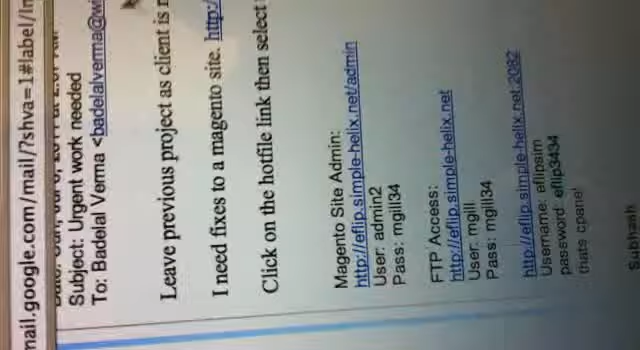 mail.google.com/mail/?shva=1#label/In
Subject: Urgent work needed
To: Badelal Verma <badelalverma@w
Leave previous project as client is
I need fixes to a magento site. http:/
Click on the hotfile link then select
Magento Site Admin:
http://eflip.simple-helix.net/admin
User: admin2
Pass: mgill34
FTP Access:
http://eflip.simple-helix.net
User: mgill
Pass: mgill34
http://eflip.simple-helix.net:2082
Username: eflipsim
password: eflip3434
thats cpanel
Subhash